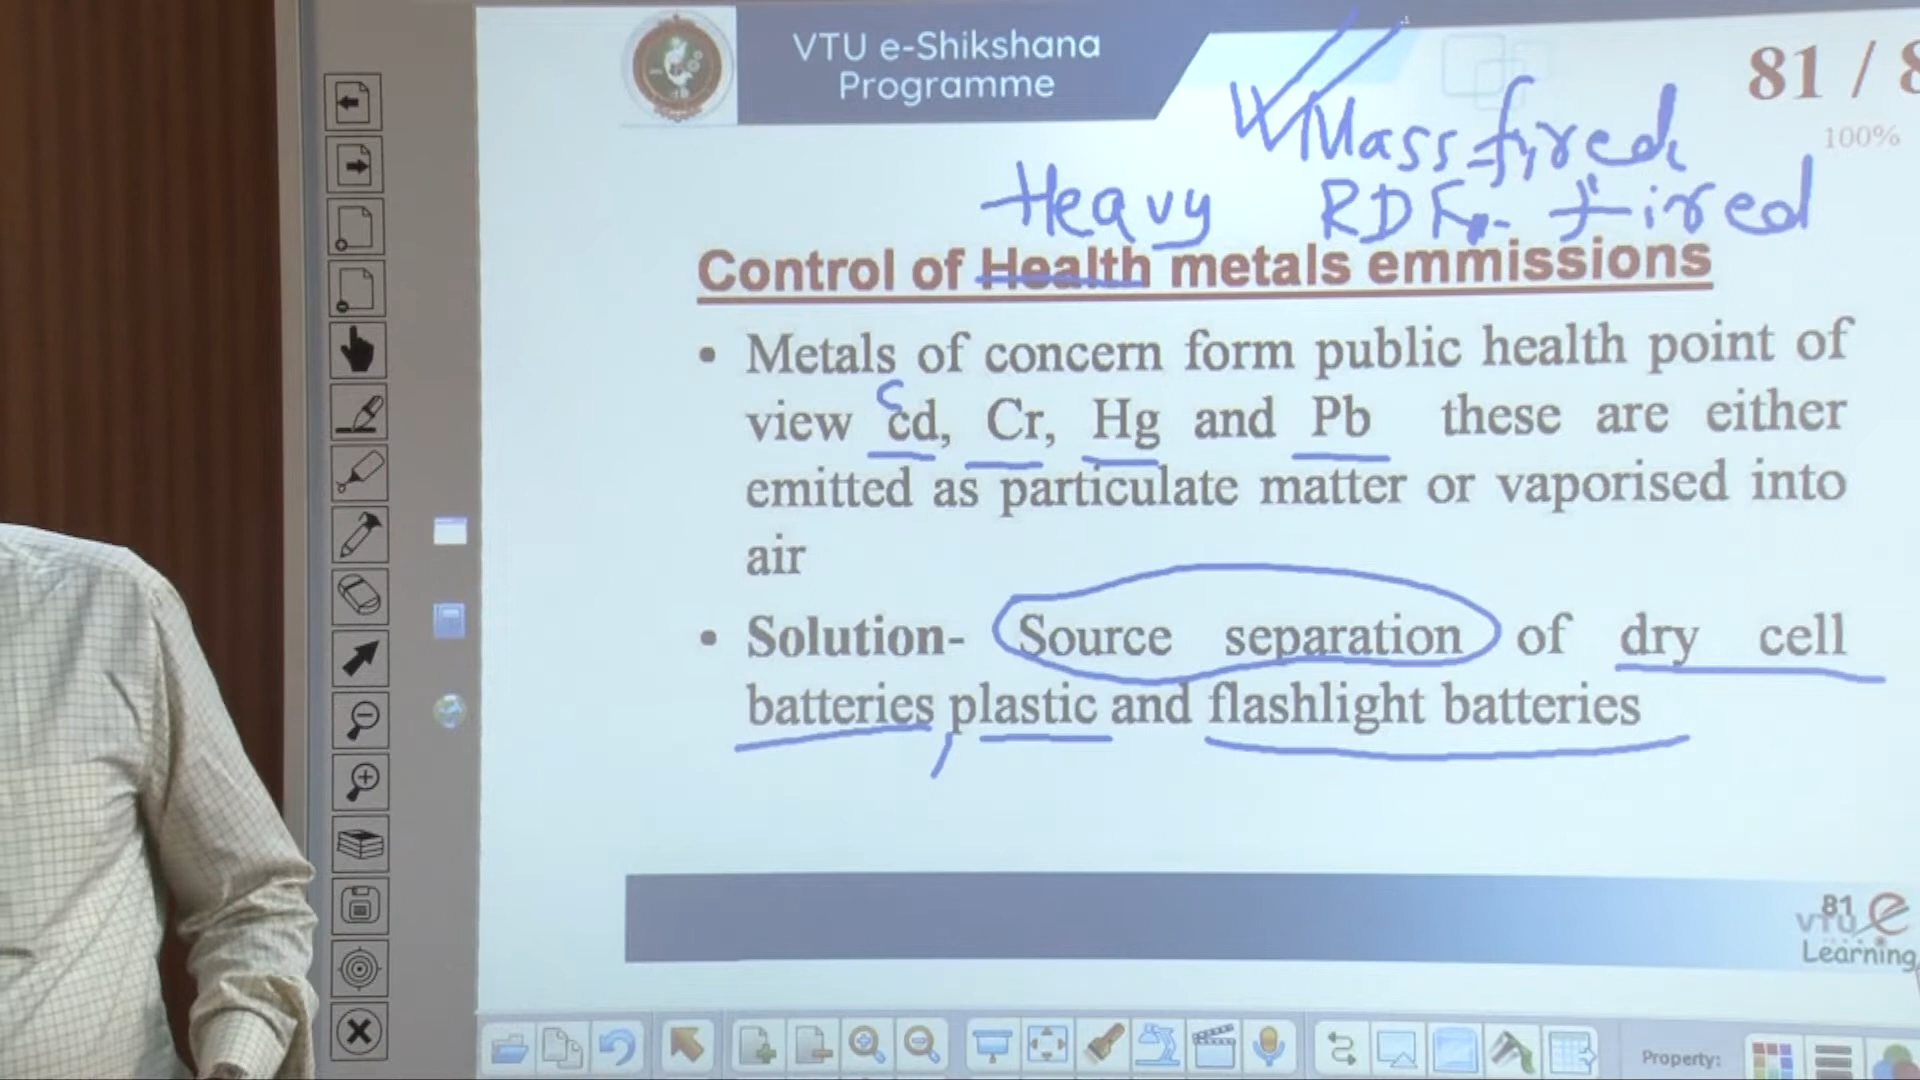 VTU e-Shikshana
Programme
81 / 8
100%
Mass fired
Heavy RDF - fired
Control of Health metals emmissions
• Metals of concern form public health point of
view cd, Cr, Hg and Pb these are either
emitted as particulate matter or vaporised into
air
• Solution- Source separation of dry cell
batteries, plastic and flashlight batteries
81
VTU e
Learning
Property: